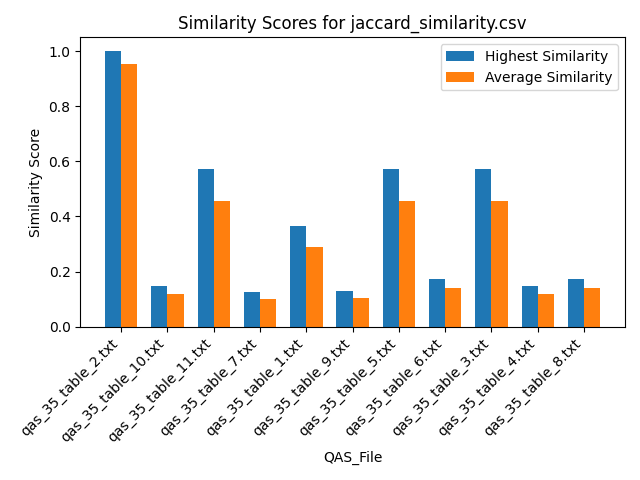 Similarity Scores for jaccard_similarity.csv
Highest Similarity
Average Similarity
Similarity Score
1.0
0.8
0.6
0.4
0.2
0.0
qas_35_table_2.txt
qas_35_table_10.txt
qas_35_table_11.txt
qas_35_table_7.txt
qas_35_table_1.txt
qas_35_table_9.txt
qas_35_table_5.txt
qas_35_table_6.txt
qas_35_table_3.txt
qas_35_table_4.txt
qas_35_table_8.txt
QAS_File